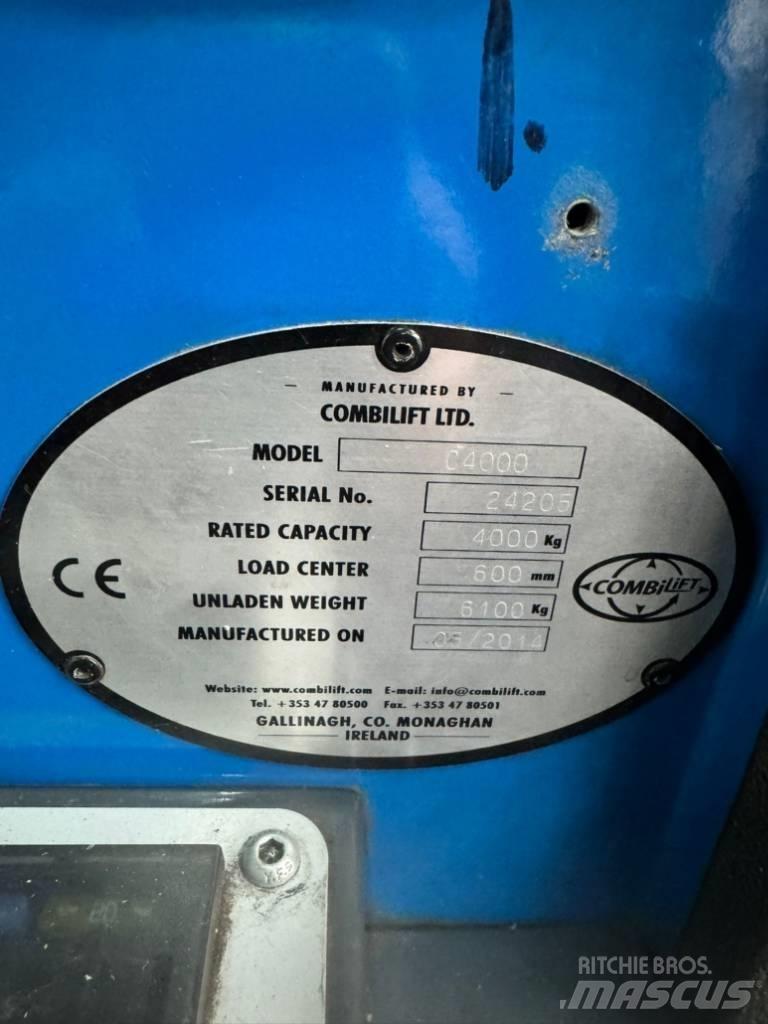 MANUFACTURED BY
COMBILIFT LTD.
MODEL C4000
SERIAL No. 24205
RATED CAPACITY 4000 Kg
LOAD CENTER 600 mm
UNLADEN WEIGHT 6100 Kg
MANUFACTURED ON 05/2014
CE
COMBiLiFT
Website: www.combilift.com E-mail: info@combilift.com
Tel. +353 47 80500 Fax. +353 47 80501
GALLINAGH, CO. MONAGHAN
IRELAND
RITCHIE BROS.
MASCUS